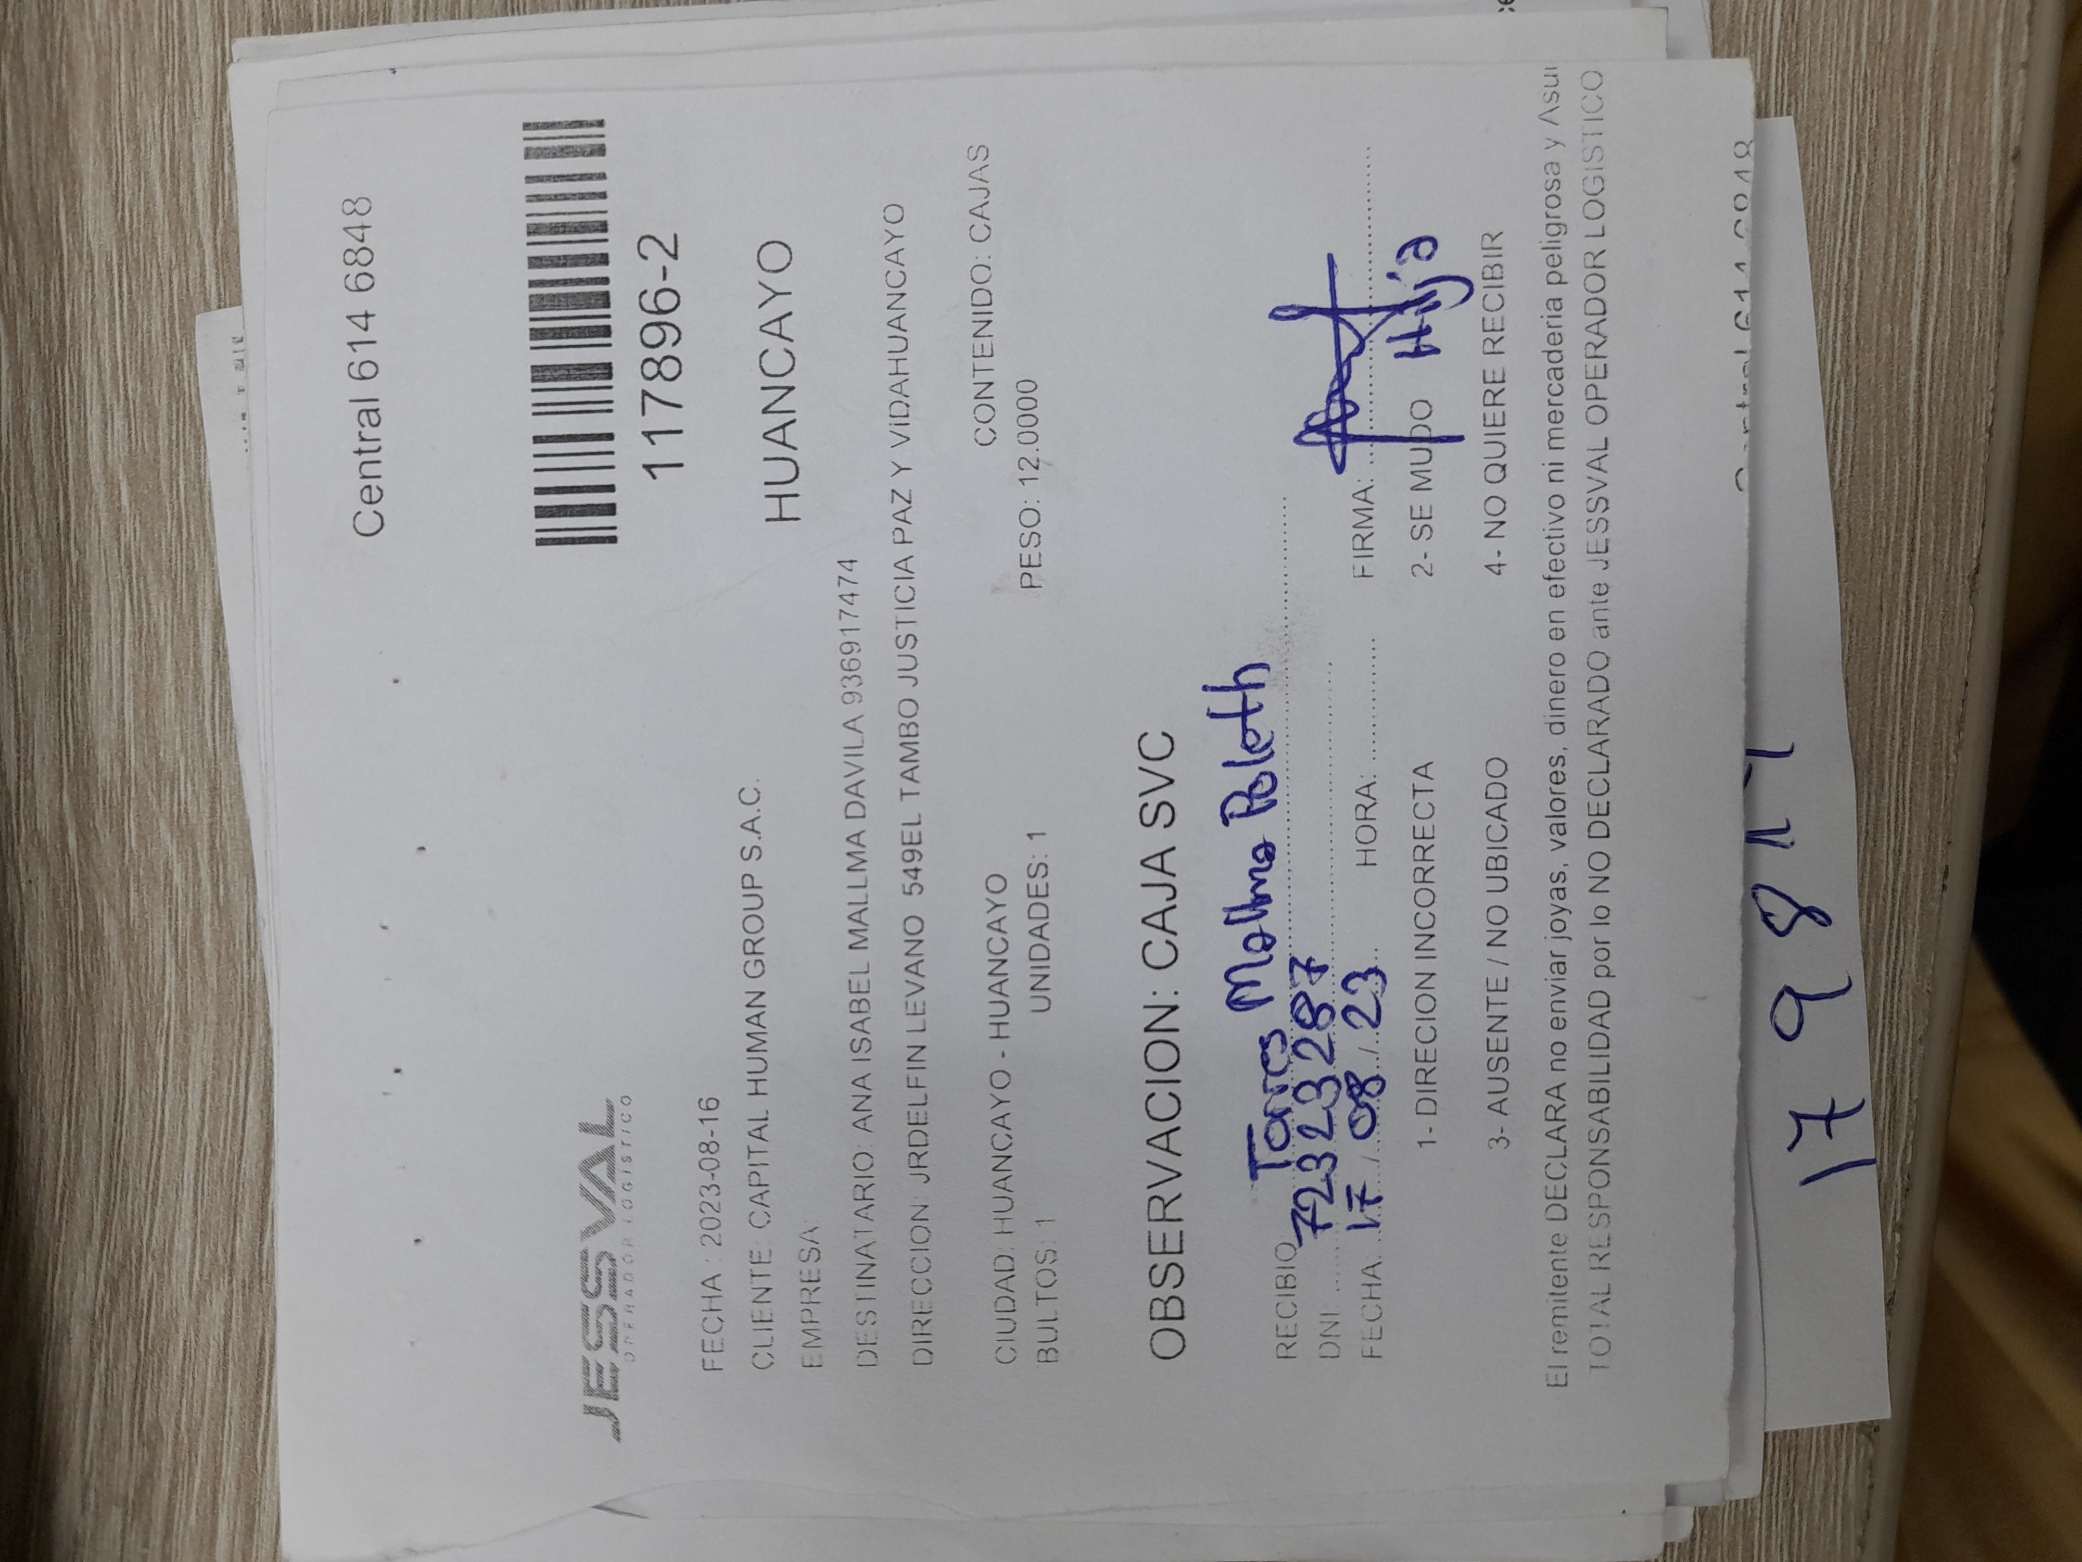 Central 614 6848
JESSVAL
OPERADOR LOGÍSTICO
117896-2
FECHA : 2023-08-16
CLIENTE: CAPITAL HUMAN GROUP S.A.C.
HUANCAYO
EMPRESA:
DESTINATARIO: ANA ISABEL MALLMA DAVILA 936917474
DIRECCION: JRDELFIN LEVANO 549EL TAMBO JUSTICIA PAZ Y VIDAHUANCAYO
CONTENIDO: CAJAS
CIUDAD: HUANCAYO - HUANCAYO
BULTOS: 1 UNIDADES: 1 PESO: 12.0000
OBSERVACION: CAJA SVC
RECIBIO Torres Mallma Poleth
DNI: 72323287
FECHA: 17 / 08 / 23 HORA: FIRMA:
1- DIRECION INCORRECTA 2- SE MUDO Hija
3- AUSENTE / NO UBICADO 4- NO QUIERE RECIBIR
El remitente DECLARA no enviar joyas, valores, dinero en efectivo ni mercaderia peligrosa y
TOTAL RESPONSABILIDAD por lo NO DECLARADO ante JESSVAL OPERADOR LOGISTICO
Central 614 6848